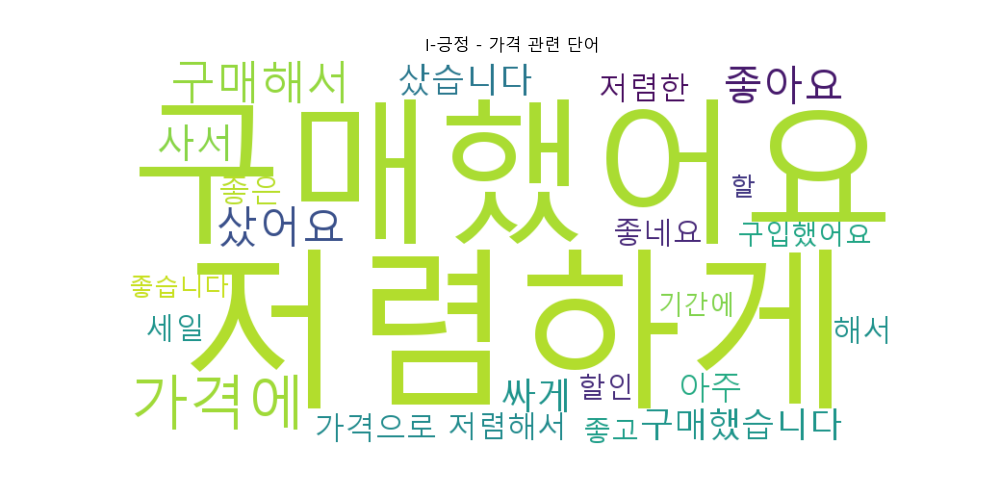 I-긍정 - 가격 관련 단어
구매해서 샀습니다 저렴한 좋아요
구매했어요
사서
좋은 할
샀어요 좋네요 구입했어요
저렴하게
좋습니다 기간에
세일 해서
가격에 싸게 할인 아주
가격으로 저렴해서 좋고 구매했습니다